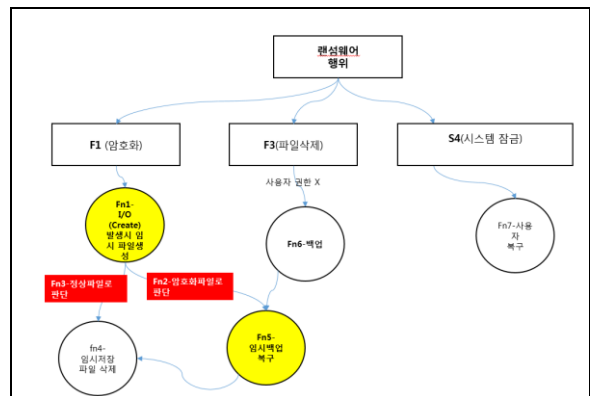 랜섬웨어
행위
F1 (암호화)
F3(파일삭제)
S4(시스템 잠금)
사용자 권한 X
Fn1-
I/O
(Create)
발생시 임
시 파일생
성
Fn6-백업
Fn7-사용
자
복구
Fn3-정상파일로
판단
Fn2-암호화파일로
판단
fn4-
임시저장
파일 삭제
Fn5-
임시백업
복구